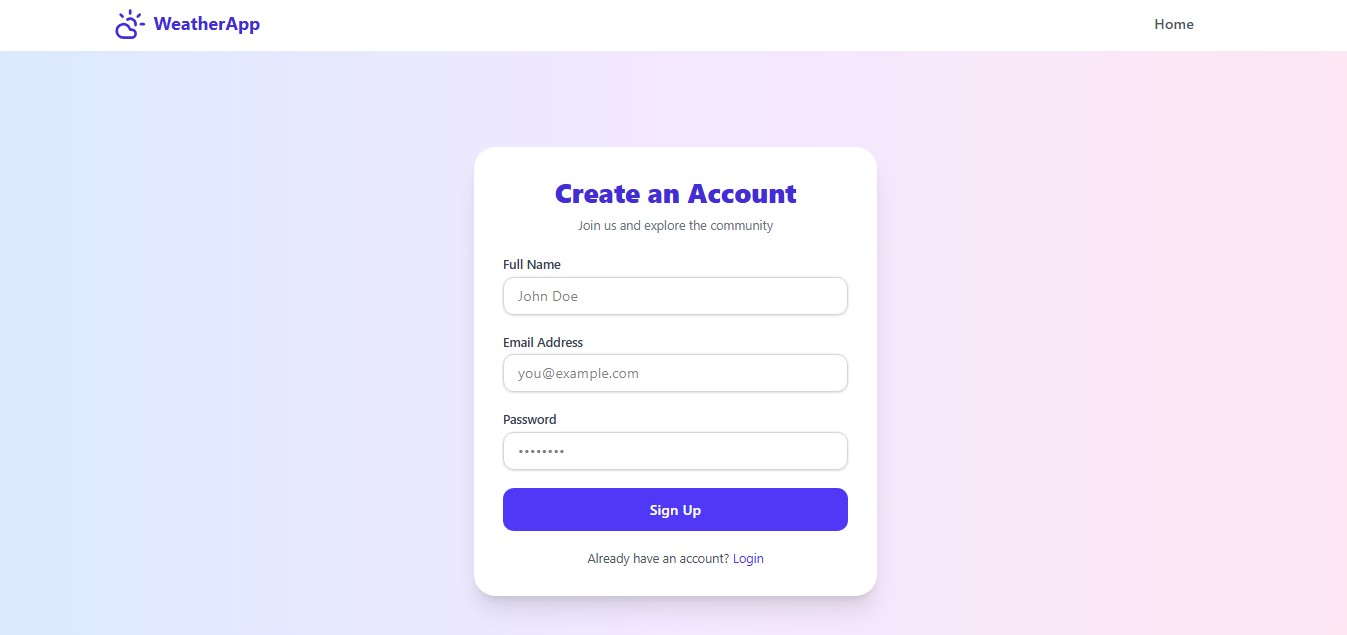 WeatherApp
Home
Create an Account
Join us and explore the community
Full Name
John Doe
Email Address
you@example.com
Password
••••••••
Sign Up
Already have an account? Login